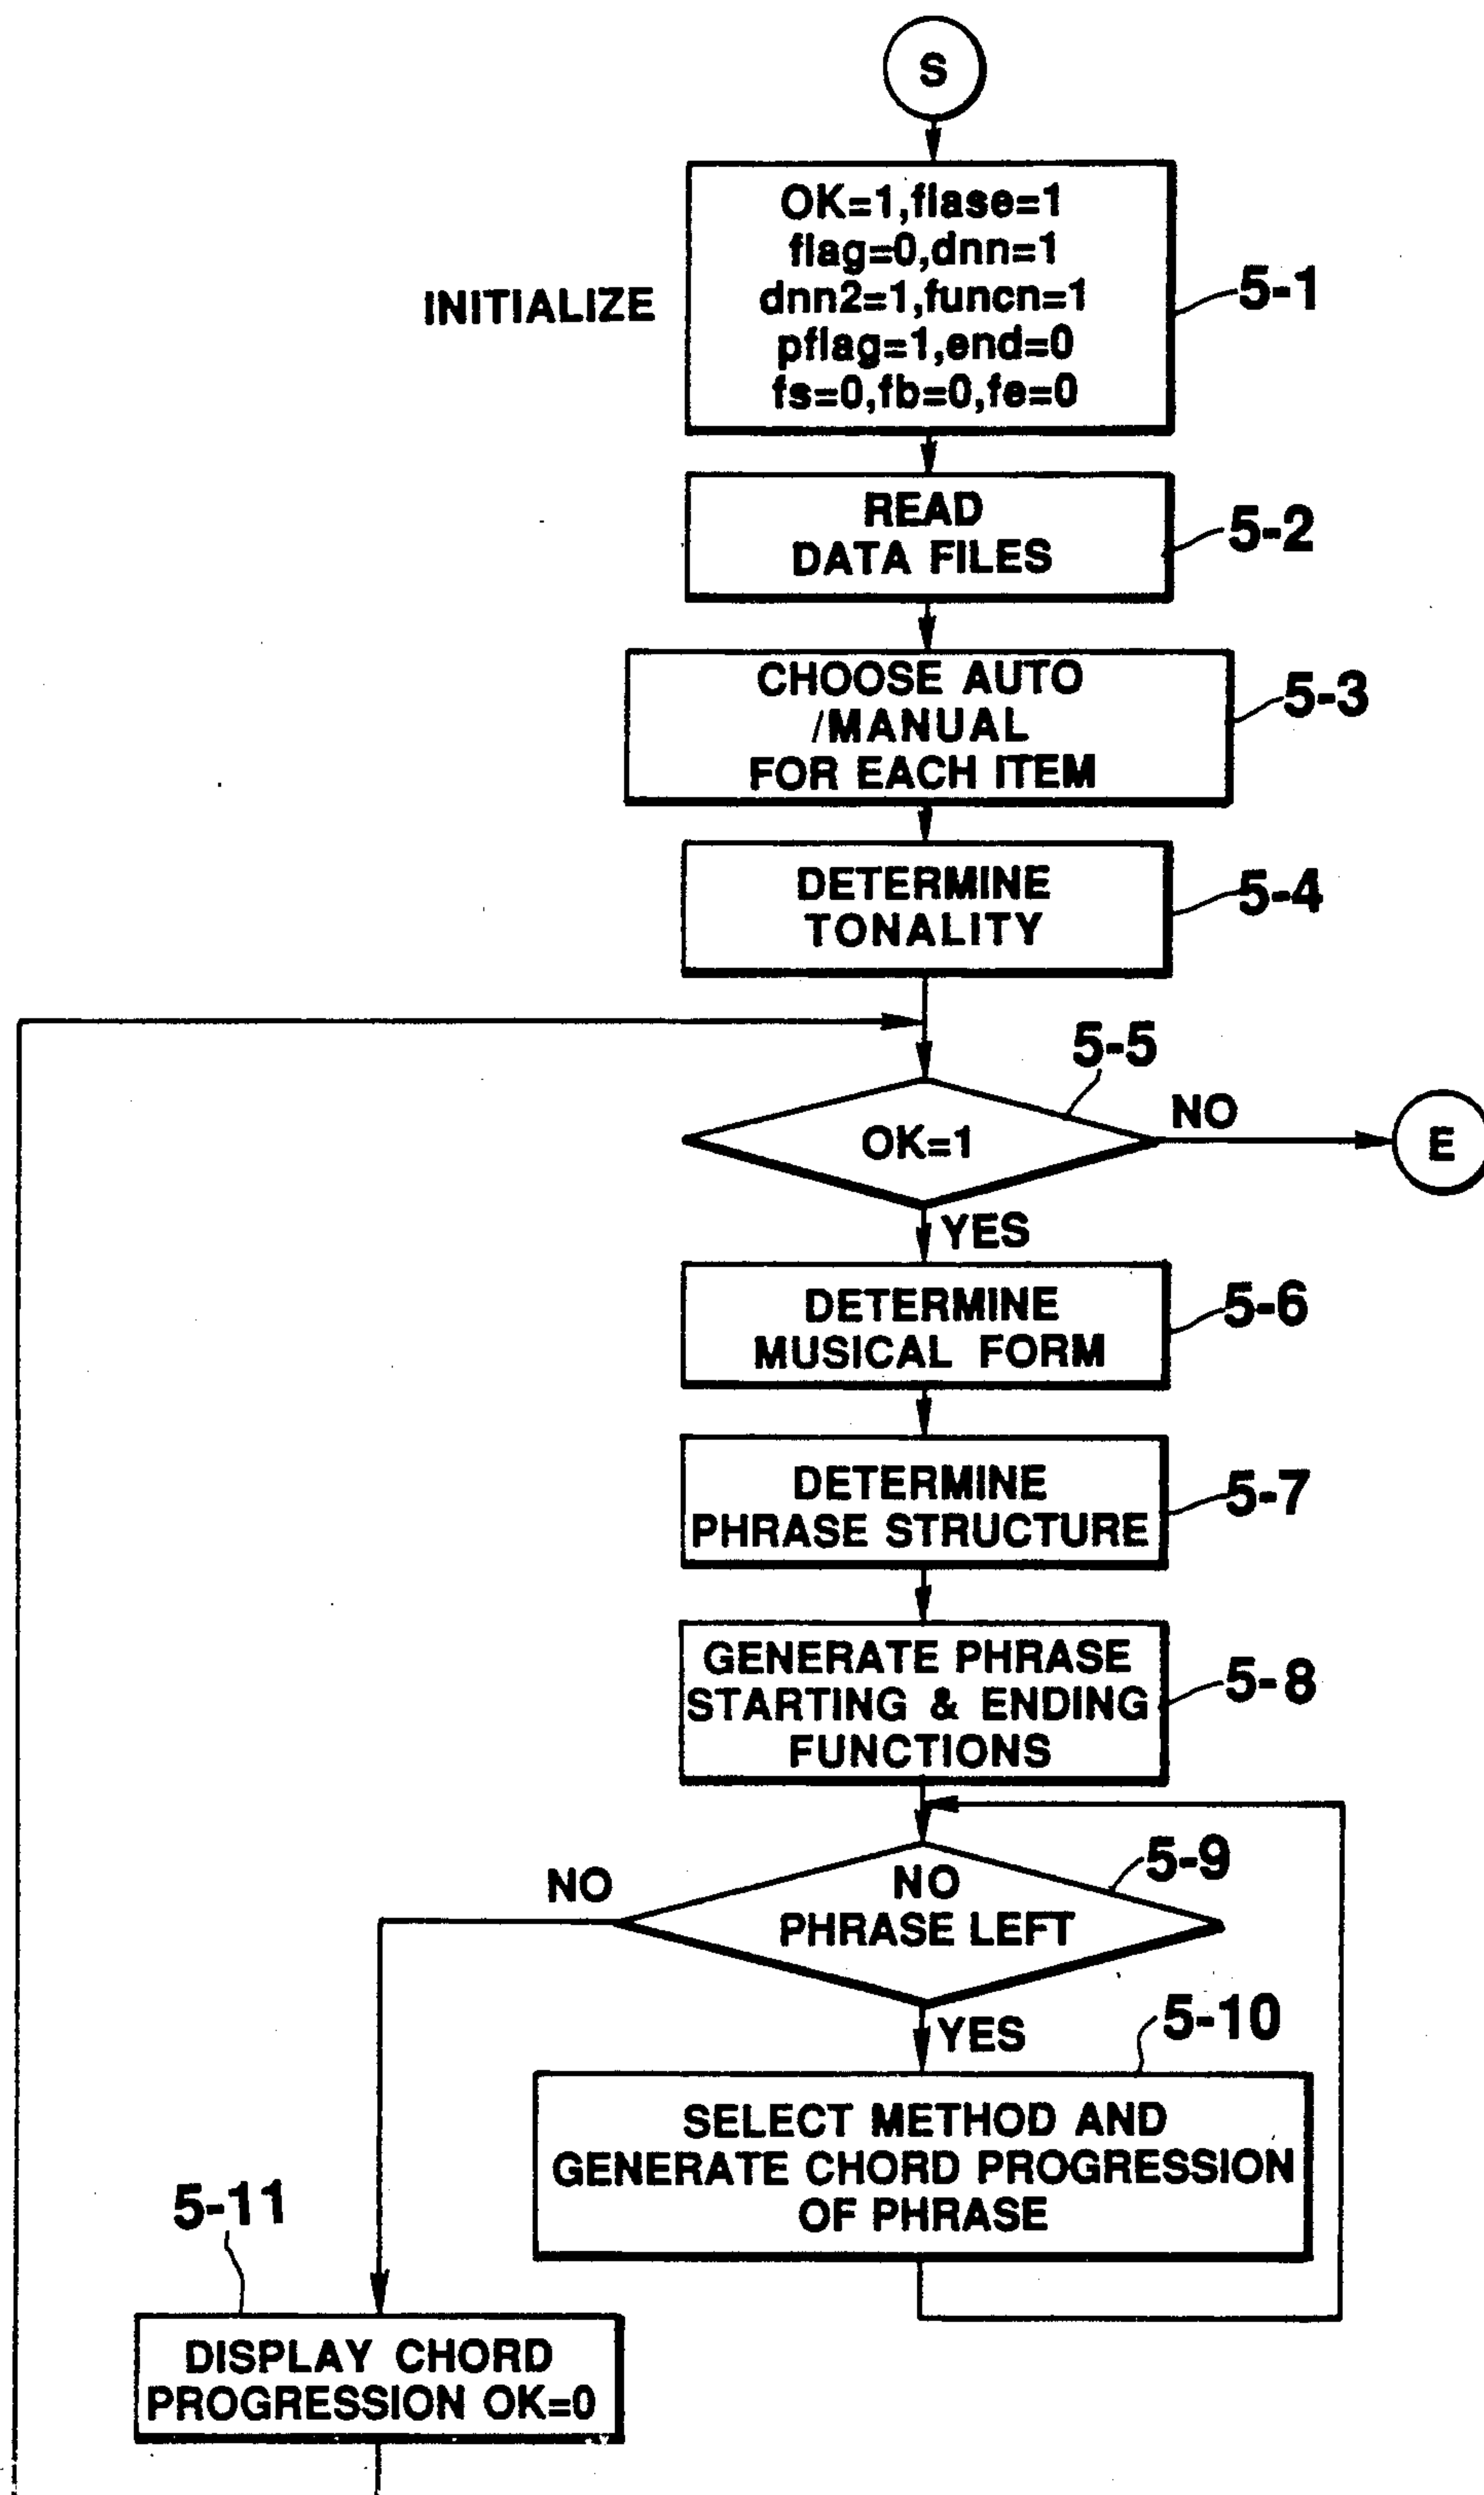 S
OK=1,flase=1
flag=0,dnn=1
dnn2=1,funcn=1
pflag=1,end=0
fs=0,fb=0,fe=0
INITIALIZE
5-1
READ
DATA FILES
5-2
CHOOSE AUTO
/MANUAL
FOR EACH ITEM
5-3
DETERMINE
TONALITY
5-4
5-5
OK=1
NO
E
YES
DETERMINE
MUSICAL FORM
5-6
DETERMINE
PHRASE STRUCTURE
5-7
GENERATE PHRASE
STARTING & ENDING
FUNCTIONS
5-8
NO
NO
PHRASE LEFT
5-9
YES
5-10
SELECT METHOD AND
GENERATE CHORD PROGRESSION
OF PHRASE
5-11
DISPLAY CHORD
PROGRESSION OK=0